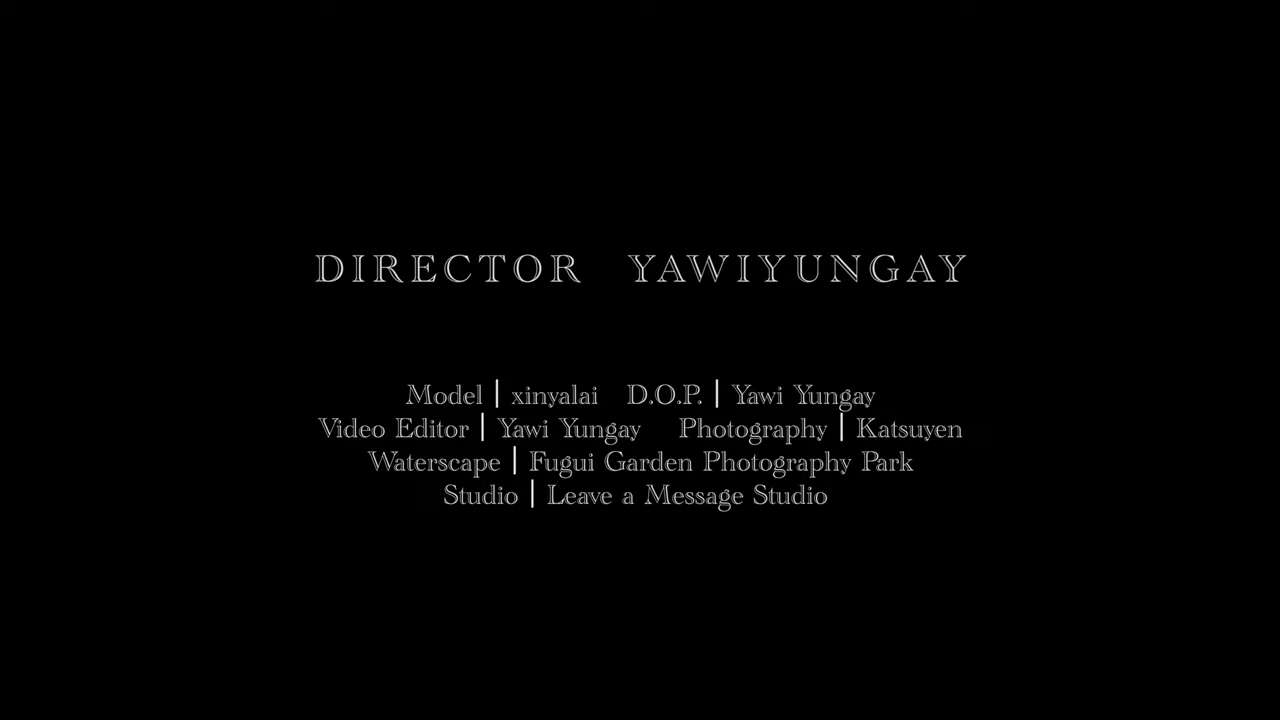 DIRECTOR YAWIYUNGAY
Model | xinyalai D.O.P. | Yawi Yungay
Video Editor | Yawi Yungay Photography | Katsuyen
Waterscape | Fugui Garden Photography Park
Studio | Leave a Message Studio